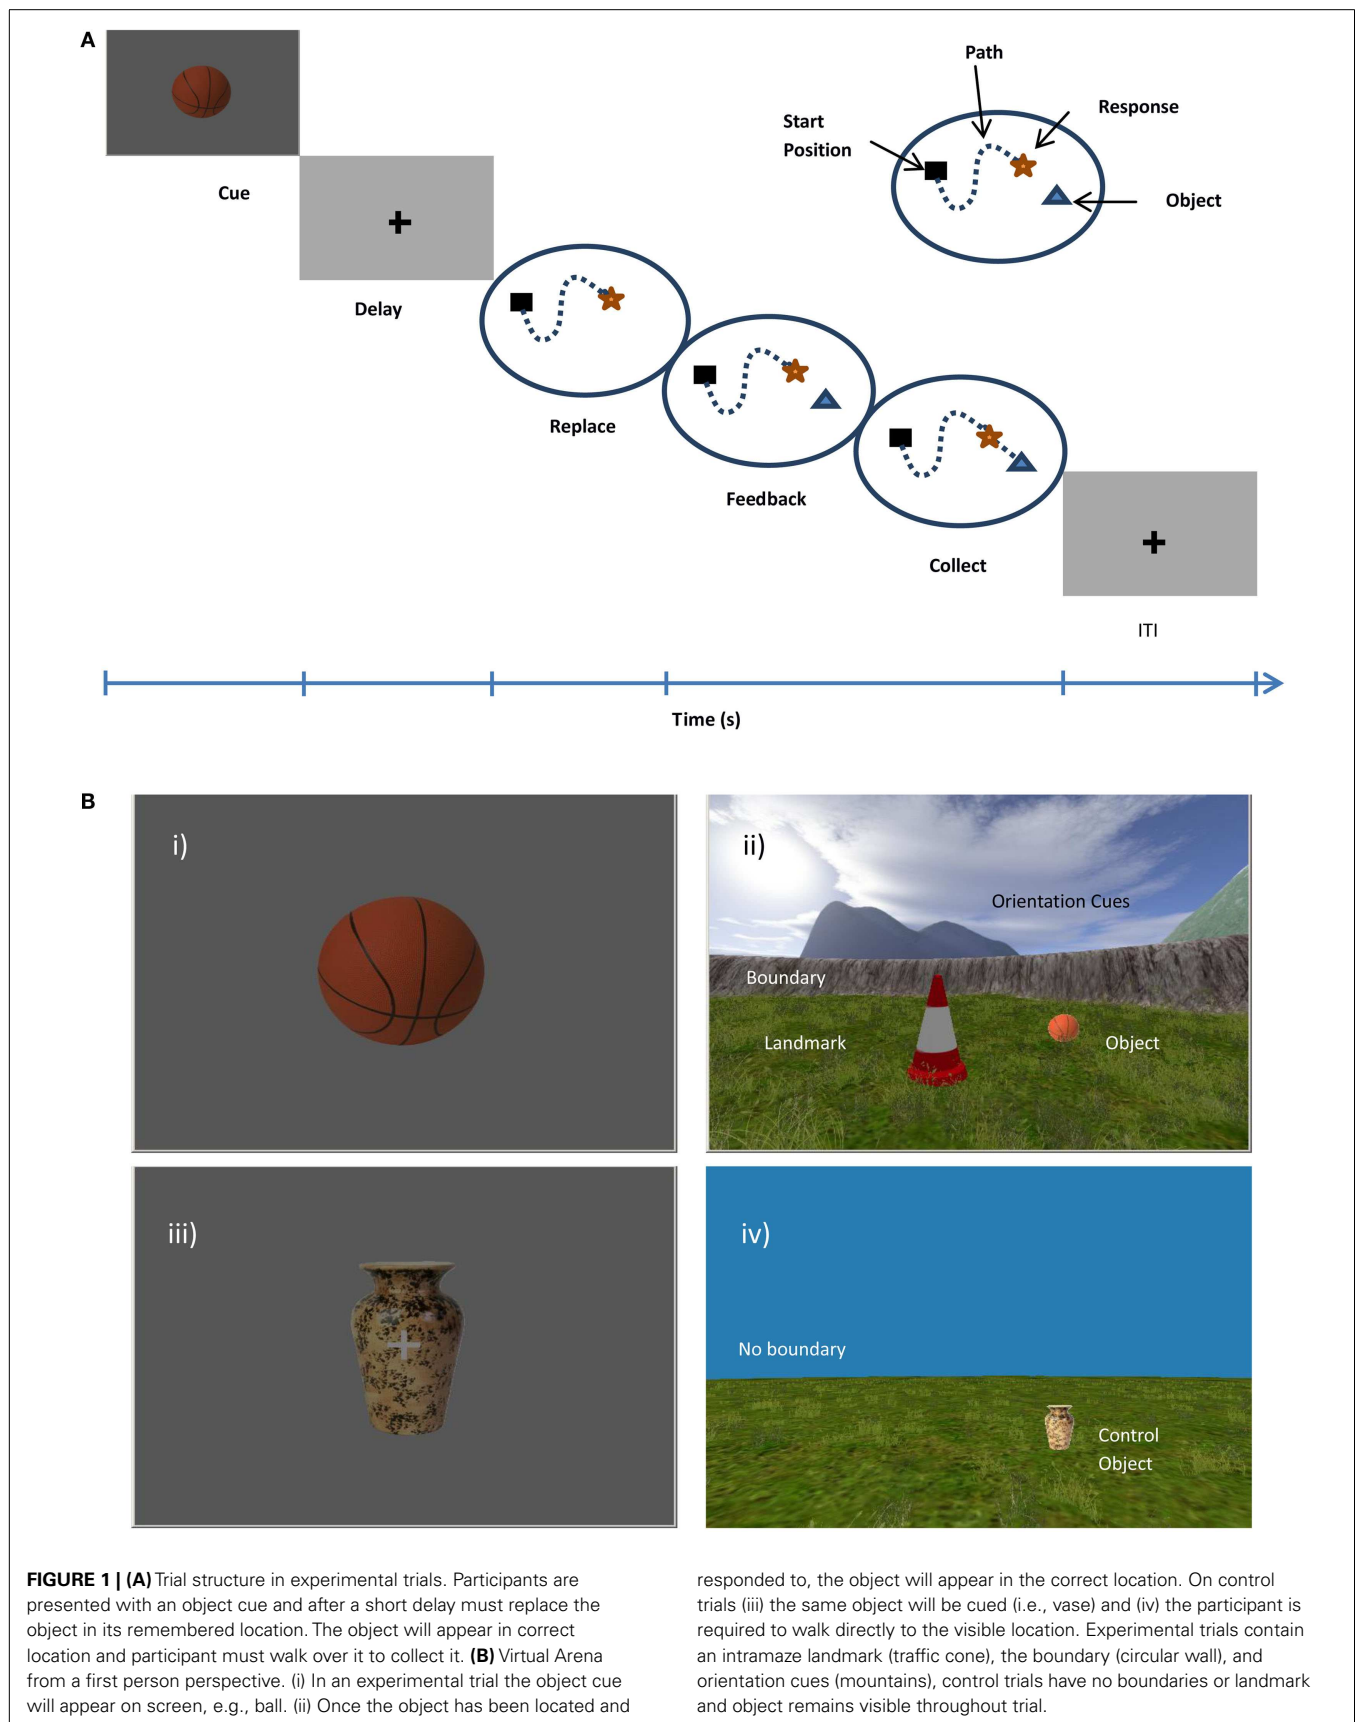 A
Cue
Delay
Replace
Feedback
Collect
ITI
Path
Response
Start
Position
Object
Time (s)
B
i)
ii)
Orientation Cues
Boundary
Landmark
Object
iii)
iv)
No boundary
Control
Object
FIGURE 1 | (A) Trial structure in experimental trials. Participants are
presented with an object cue and after a short delay must replace the
object in its remembered location. The object will appear in correct
location and participant must walk over it to collect it. (B) Virtual Arena
from a first person perspective. (i) In an experimental trial the object cue
will appear on screen, e.g., ball. (ii) Once the object has been located and
responded to, the object will appear in the correct location. On control
trials (iii) the same object will be cued (i.e., vase) and (iv) the participant is
required to walk directly to the visible location. Experimental trials contain
an intramaze landmark (traffic cone), the boundary (circular wall), and
orientation cues (mountains), control trials have no boundaries or landmark
and object remains visible throughout trial.